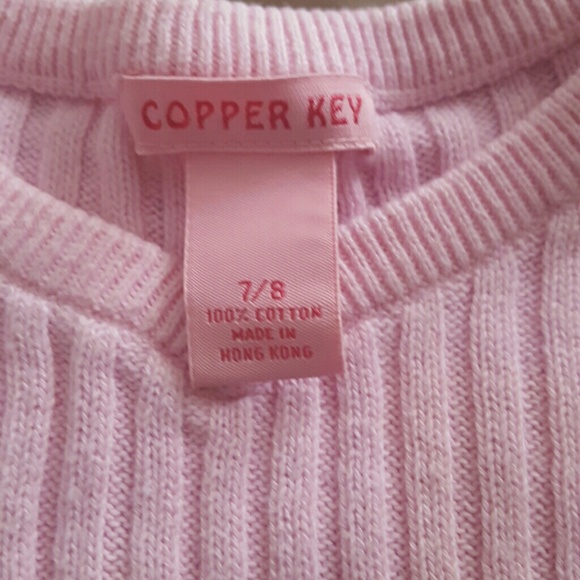 COPPER KEY
7/8
100% COTTON
MADE IN
HONG KONG